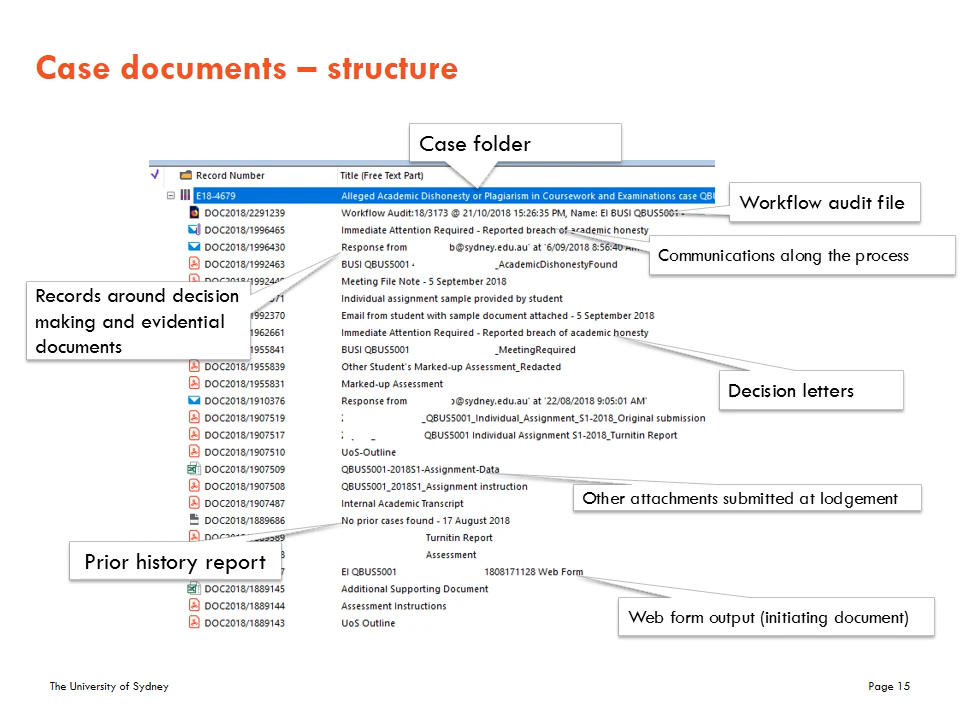 Case documents – structure
Case folder
Record Number Title (Free Text Part)
E18-4679 Alleged Academic Dishonesty or Plagiarism in Coursework and Examinations case
DOC2018/2291239 Workflow Audit:18/3173 @ 21/10/2018 15:26:35 PM, Name: EI BUSI QBUS5001 -
Workflow audit file
DOC2018/1996465 Immediate Attention Required - Reported breach of academic honesty
DOC2018/1996430 Response from b@sydney.edu.au' at '6/09/2018 8:56:40 AM'
Communications along the process
DOC2018/1992463 BUSI QBUS5001 _AcademicDishonestyFound
Meeting File Note - 5 September 2018
Records around decision
making and evidential
documents
Individual assignment sample provided by student
1992370 Email from student with sample document attached - 5 September 2018
1962661 Immediate Attention Required - Reported breach of academic honesty
1955841 BUSI QBUS5001 _MeetingRequired
DOC2018/1955839 Other Student's Marked-up Assessment_Redacted
DOC2018/1955831 Marked-up Assessment
Decision letters
DOC2018/1910376 Response from b@sydney.edu.au' at '22/08/2018 9:05:01 AM'
DOC2018/1907519 _QBUS5001_Individual_Assignment_S1-2018_Original submission
DOC2018/1907517 QBUS5001 Individual Assignment S1-2018_Turnitin Report
DOC2018/1907510 UoS-Outline
DOC2018/1907509 QBUS5001-2018S1-Assignment-Data
DOC2018/1907508 QBUS5001_2018S1_Assignment instruction
Other attachments submitted at lodgement
DOC2018/1907487 Internal Academic Transcript
DOC2018/1889686 No prior cases found - 17 August 2018
Turnitin Report
Assessment
Prior history report
EI QBUS5001 1808171128 Web Form
DOC2018/1889145 Additional Supporting Document
DOC2018/1889144 Assessment Instructions
Web form output (initiating document)
DOC2018/1889143 UoS Outline
The University of Sydney Page 15